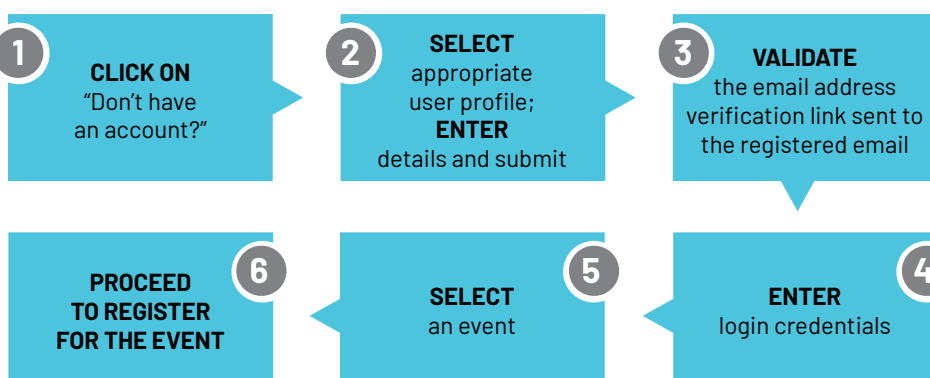 1
CLICK ON
“Don’t have
an account?”
2
SELECT
appropriate
user profile;
ENTER
details and submit
3
VALIDATE
the email address
verification link sent to
the registered email
4
ENTER
login credentials
5
SELECT
an event
6
PROCEED
TO REGISTER
FOR THE EVENT